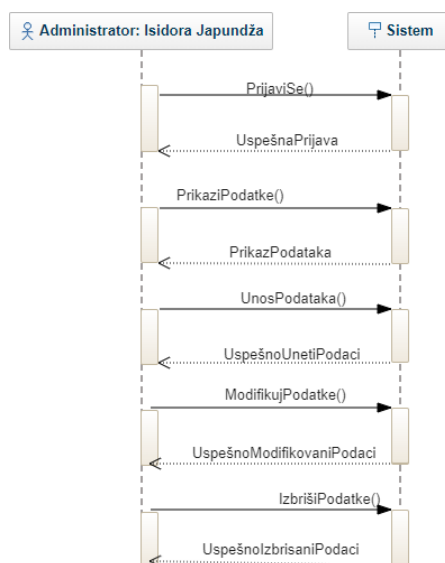 Administrator: Isidora Japundža
Sistem
PrijaviSe()
UspešnaPrijava
PrikaziPodatke()
PrikazPodataka
UnosPodataka()
UspešnoUnetiPodaci
ModifikujPodatke()
UspešnoModifikovaniPodaci
IzbrišiPodatke()
UspešnoIzbrisaniPodaci